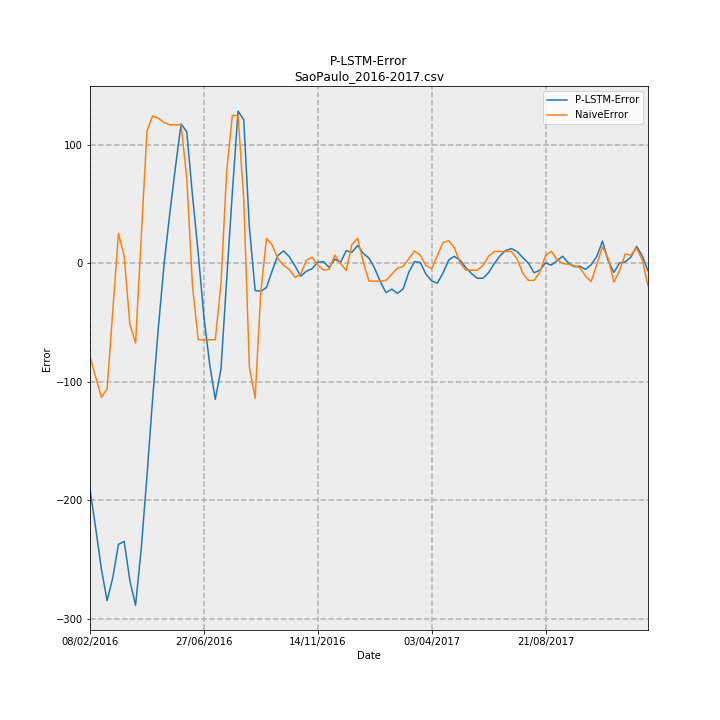 P-LSTM-Error
SaoPaulo_2016-2017.csv
P-LSTM-Error
NaiveError
100
0
−100
−200
−300
Error
08/02/2016
27/06/2016
14/11/2016
03/04/2017
21/08/2017
Date